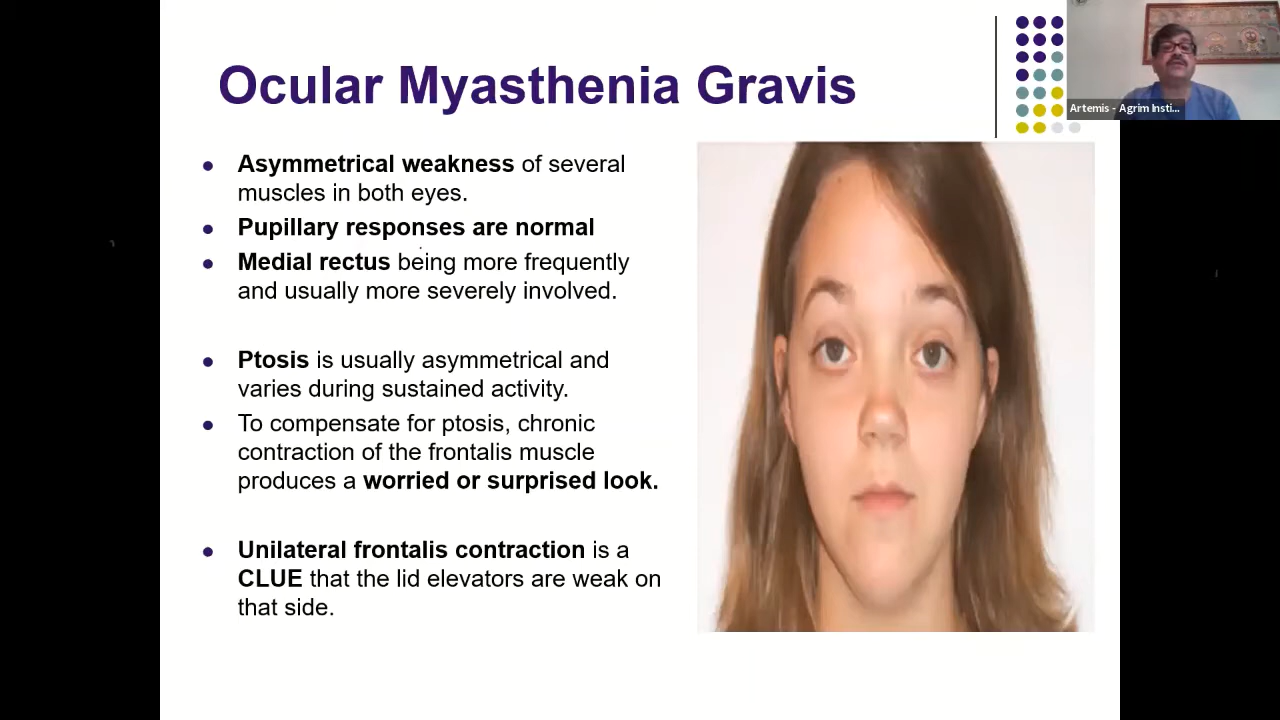 Ocular Myasthenia Gravis
Artemis - Agrim Insti...
Asymmetrical weakness of several
muscles in both eyes.
Pupillary responses are normal
Medial rectus being more frequently
and usually more severely involved.
Ptosis is usually asymmetrical and
varies during sustained activity.
To compensate for ptosis, chronic
contraction of the frontalis muscle
produces a worried or surprised look.
Unilateral frontalis contraction is a
CLUE that the lid elevators are weak on
that side.